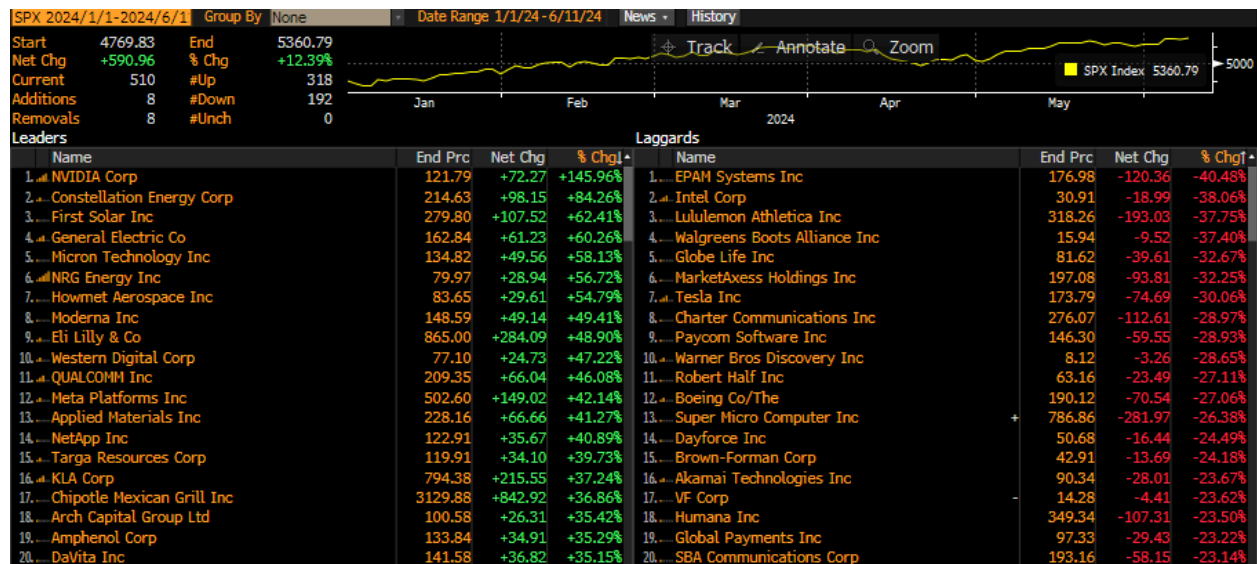 SPX 2024/1/1-2024/6/1 Group By None Date Range 1/1/24-6/11/24 News History
Start 4769.83 End 5360.79 Track Annotate Zoom
Net Chg +590.96 % Chg +12.39% 5000
Current 510 #Up 318 SPX Index 5360.79
Additions 8 #Down 192 Jan Feb Mar Apr May
Removals 8 #Unch 0 2024
Leaders Laggards
Name End Prc Net Chg % Chg↓ Name End Prc Net Chg % Chg↑
1. NVIDIA Corp 121.79 +72.27 +145.96% 1. EPAM Systems Inc 176.98 -120.36 -40.48%
2. Constellation Energy Corp 214.63 +98.15 +84.26% 2. Intel Corp 30.91 -18.99 -38.06%
3. First Solar Inc 279.80 +107.52 +62.41% 3. Lululemon Athletica Inc 318.26 -193.03 -37.75%
4. General Electric Co 162.84 +61.23 +60.26% 4. Walgreens Boots Alliance Inc 15.94 -9.52 -37.40%
5. Micron Technology Inc 134.82 +49.56 +58.13% 5. Globe Life Inc 81.62 -39.61 -32.67%
6. NRG Energy Inc 79.97 +28.94 +56.72% 6. MarketAxess Holdings Inc 197.08 -93.81 -32.25%
7. Howmet Aerospace Inc 83.65 +29.61 +54.79% 7. Tesla Inc 173.79 -74.69 -30.06%
8. Moderna Inc 148.59 +49.14 +49.41% 8. Charter Communications Inc 276.07 -112.61 -28.97%
9. Eli Lilly & Co 865.00 +284.09 +48.90% 9. Paycom Software Inc 146.30 -59.55 -28.93%
10. Western Digital Corp 77.10 +24.73 +47.22% 10. Warner Bros Discovery Inc 8.12 -3.26 -28.65%
11. QUALCOMM Inc 209.35 +66.04 +46.08% 11. Robert Half Inc 63.16 -23.49 -27.11%
12. Meta Platforms Inc 502.60 +149.02 +42.14% 12. Boeing Co/The 190.12 -70.54 -27.06%
13. Applied Materials Inc 228.16 +66.66 +41.27% 13. Super Micro Computer Inc + 786.86 -281.97 -26.38%
14. NetApp Inc 122.91 +35.67 +40.89% 14. Dayforce Inc 50.68 -16.44 -24.49%
15. Targa Resources Corp 119.91 +34.10 +39.73% 15. Brown-Forman Corp 42.91 -13.69 -24.18%
16. KLA Corp 794.38 +215.55 +37.24% 16. Akamai Technologies Inc 90.34 -28.01 -23.67%
17. Chipotle Mexican Grill Inc 3129.88 +842.92 +36.86% 17. VF Corp - 14.28 -4.41 -23.62%
18. Arch Capital Group Ltd 100.58 +26.31 +35.42% 18. Humana Inc 349.34 -107.31 -23.50%
19. Amphenol Corp 133.84 +34.91 +35.29% 19. Global Payments Inc 97.33 -29.43 -23.22%
20. DaVita Inc 141.58 +36.82 +35.15% 20. SBA Communications Corp 193.16 -58.15 -23.14%